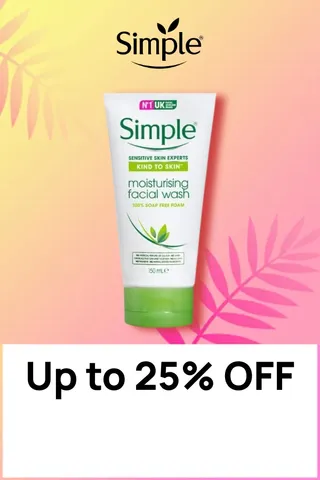 Simple
N°1 UK
Simple
SENSITIVE SKIN EXPERTS
KIND TO SKIN
moisturising
facial wash
100% SOAP FREE FOAM
150 mL e
Up to 25% OFF